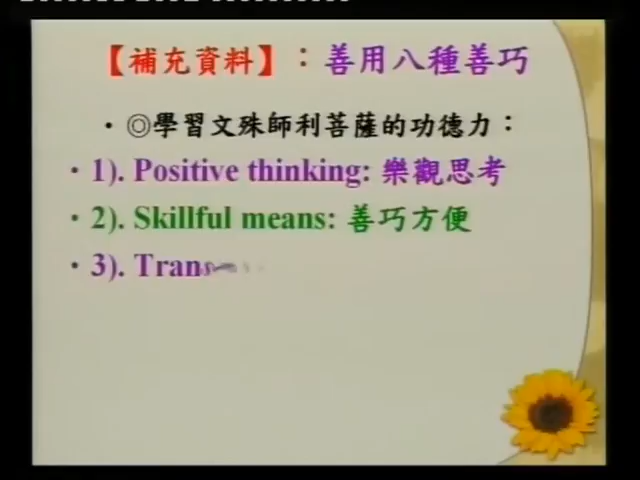 【補充資料】：善用八種善巧
• ◎學習文殊師利菩薩的功德力：
• 1). Positive thinking: 樂觀思考
• 2). Skillful means: 善巧方便
• 3).